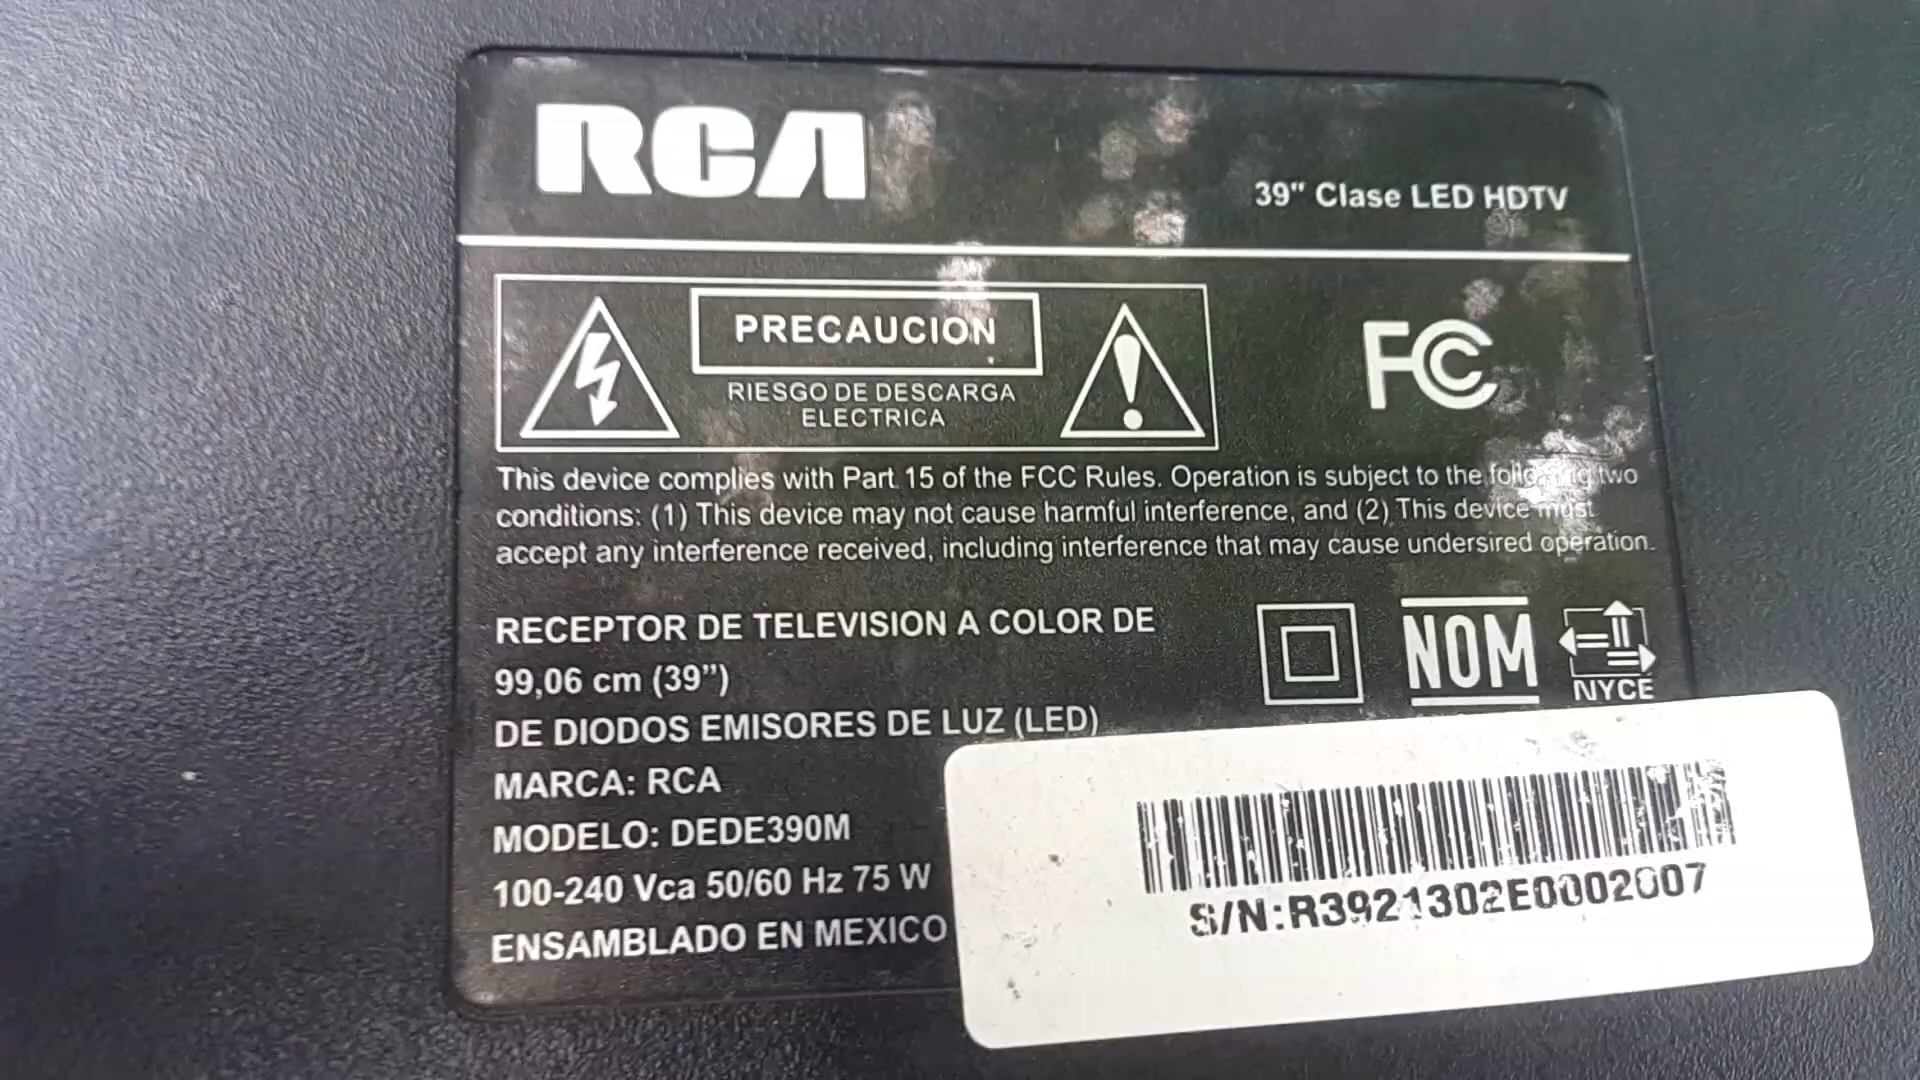 RCA
39" Clase LED HDTV
PRECAUCION
RIESGO DE DESCARGA
ELECTRICA
FC
This device complies with Part 15 of the FCC Rules. Operation is subject to the following two
conditions: (1) This device may not cause harmful interference, and (2) This device must
accept any interference received, including interference that may cause undersired operation.
RECEPTOR DE TELEVISION A COLOR DE
99,06 cm (39”)
DE DIODOS EMISORES DE LUZ (LED)
MARCA: RCA
MODELO: DEDE390M
100-240 Vca 50/60 Hz 75 W
ENSAMBLADO EN MEXICO
NOM
NYCE
S/N:R3921302E0002007